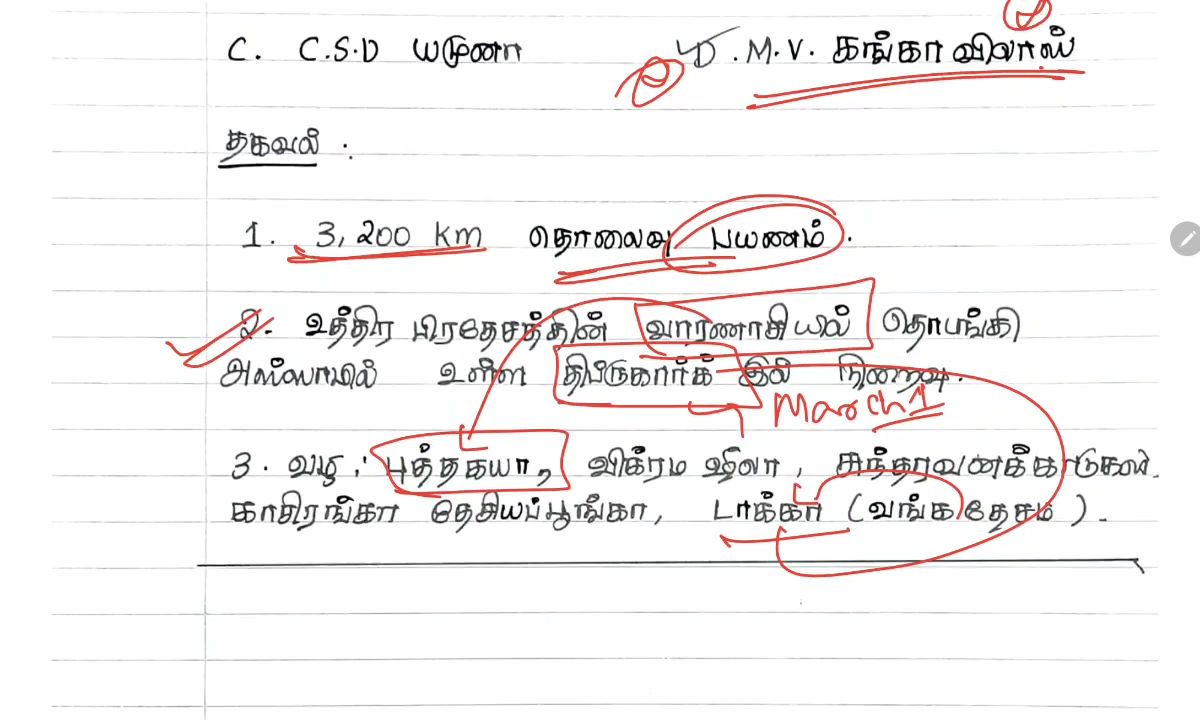 C. C.S.D யமுனா D. M.V. கங்கா விலாஸ்
தகவல் :
1. 3,200 km தொலைவு பயணம்.
2. உத்திர பிரதேசத்தின் வாரணாசியில் தொடங்கி
அஸ்ஸாமில் உள்ள திப்ருகார்க் இல் நிறைவு.
March 1
3. வழி : புத்தகயா, விக்ரம ஷிலா, சுந்தரவனக்காடுகள்.
காசிரங்கா தேசியப்பூங்கா, டாக்கா (வங்க தேசம்).